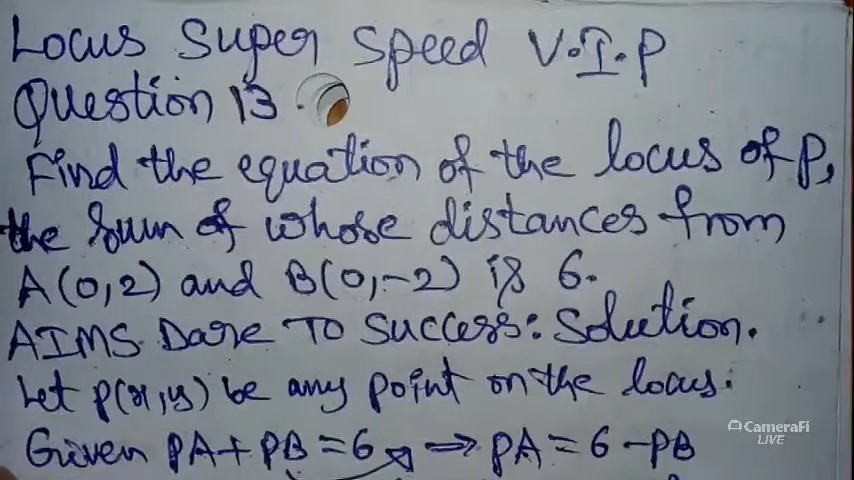 Locus Super Speed V.I.P
Question 13
Find the equation of the locus of P,
the sum of whose distances from
A(0,2) and B(0,-2) is 6.
AIMS Dare To Success: Solution.
Let P(x,y) be any point on the locus.
Given PA+PB=6 ⇒ PA = 6 -PB
CameraFi
LIVE